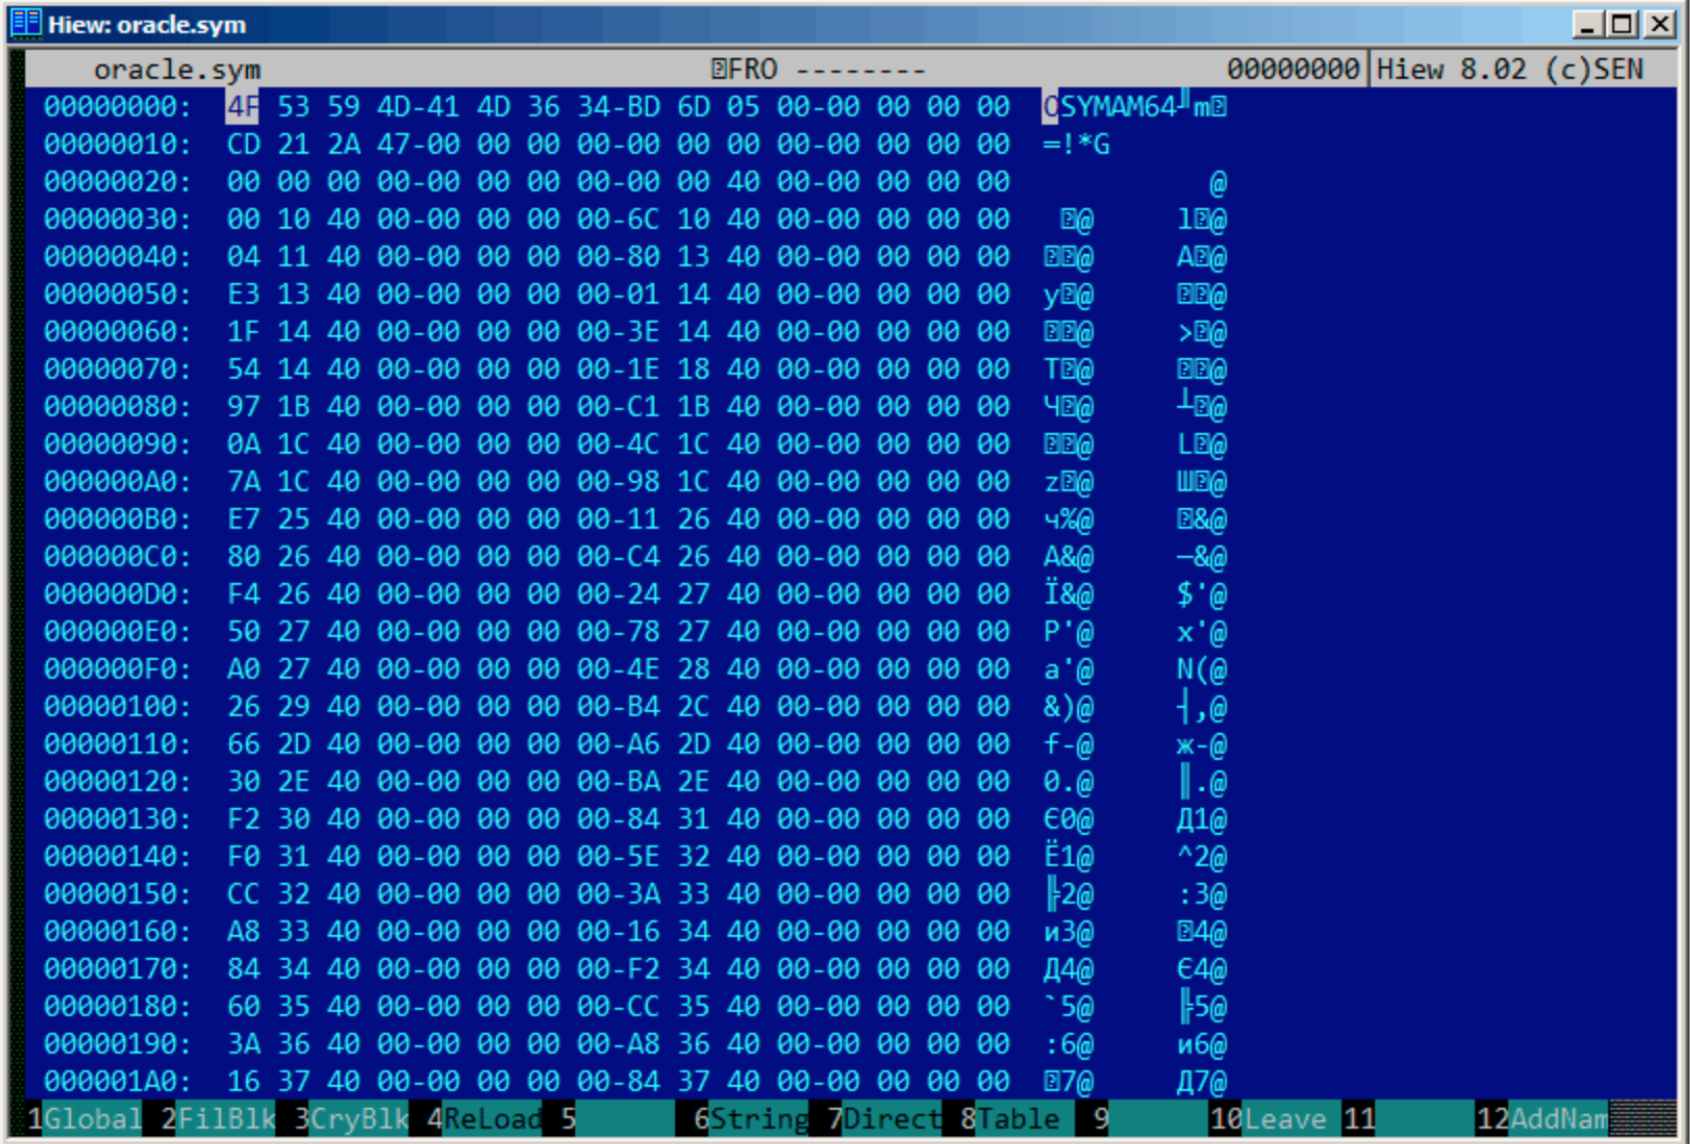 Hiew: oracle.sym
oracle.sym FRO -------- 00000000 Hiew 8.02 (c)SEN
00000000: 4F 53 59 4D-41 4D 36 34-BD 6D 05 00-00 00 00 00 OSYMAM64╜m
00000010: CD 21 2A 47-00 00 00 00-00 00 00 00-00 00 00 00 =!*G
00000020: 00 00 00 00-00 00 00 00-00 00 40 00-00 00 00 00 @
00000030: 00 10 40 00-00 00 00 00-6C 10 40 00-00 00 00 00 @ l@
00000040: 04 11 40 00-00 00 00 00-80 13 40 00-00 00 00 00 @ А@
00000050: E3 13 40 00-00 00 00 00-01 14 40 00-00 00 00 00 у@ @
00000060: 1F 14 40 00-00 00 00 00-3E 14 40 00-00 00 00 00 @ >@
00000070: 54 14 40 00-00 00 00 00-1E 18 40 00-00 00 00 00 T@ @
00000080: 97 1B 40 00-00 00 00 00-C1 1B 40 00-00 00 00 00 Ч@ ┴@
00000090: 0A 1C 40 00-00 00 00 00-4C 1C 40 00-00 00 00 00 @ L@
000000A0: 7A 1C 40 00-00 00 00 00-98 1C 40 00-00 00 00 00 z@ Ш@
000000B0: E7 25 40 00-00 00 00 00-11 26 40 00-00 00 00 00 ч%@ &@
000000C0: 80 26 40 00-00 00 00 00-C4 26 40 00-00 00 00 00 А&@ ─&@
000000D0: F4 26 40 00-00 00 00 00-24 27 40 00-00 00 00 00 Ї&@ $'@
000000E0: 50 27 40 00-00 00 00 00-78 27 40 00-00 00 00 00 P'@ x'@
000000F0: A0 27 40 00-00 00 00 00-4E 28 40 00-00 00 00 00 а'@ N(@
00000100: 26 29 40 00-00 00 00 00-B4 2C 40 00-00 00 00 00 &)@ ┤,@
00000110: 66 2D 40 00-00 00 00 00-A6 2D 40 00-00 00 00 00 f-@ ж-@
00000120: 30 2E 40 00-00 00 00 00-BA 2E 40 00-00 00 00 00 0.@ ║.@
00000130: F2 30 40 00-00 00 00 00-84 31 40 00-00 00 00 00 Є0@ Д1@
00000140: F0 31 40 00-00 00 00 00-5E 32 40 00-00 00 00 00 Ё1@ ^2@
00000150: CC 32 40 00-00 00 00 00-3A 33 40 00-00 00 00 00 ╠2@ :3@
00000160: A8 33 40 00-00 00 00 00-16 34 40 00-00 00 00 00 и3@ 4@
00000170: 84 34 40 00-00 00 00 00-F2 34 40 00-00 00 00 00 Д4@ Є4@
00000180: 60 35 40 00-00 00 00 00-CC 35 40 00-00 00 00 00 `5@ ╠5@
00000190: 3A 36 40 00-00 00 00 00-A8 36 40 00-00 00 00 00 :6@ и6@
000001A0: 16 37 40 00-00 00 00 00-84 37 40 00-00 00 00 00 7@ Д7@
1Global 2FilBlk 3CryBlk 4ReLoad 5 6String 7Direct 8Table 9 10Leave 11 12AddNam